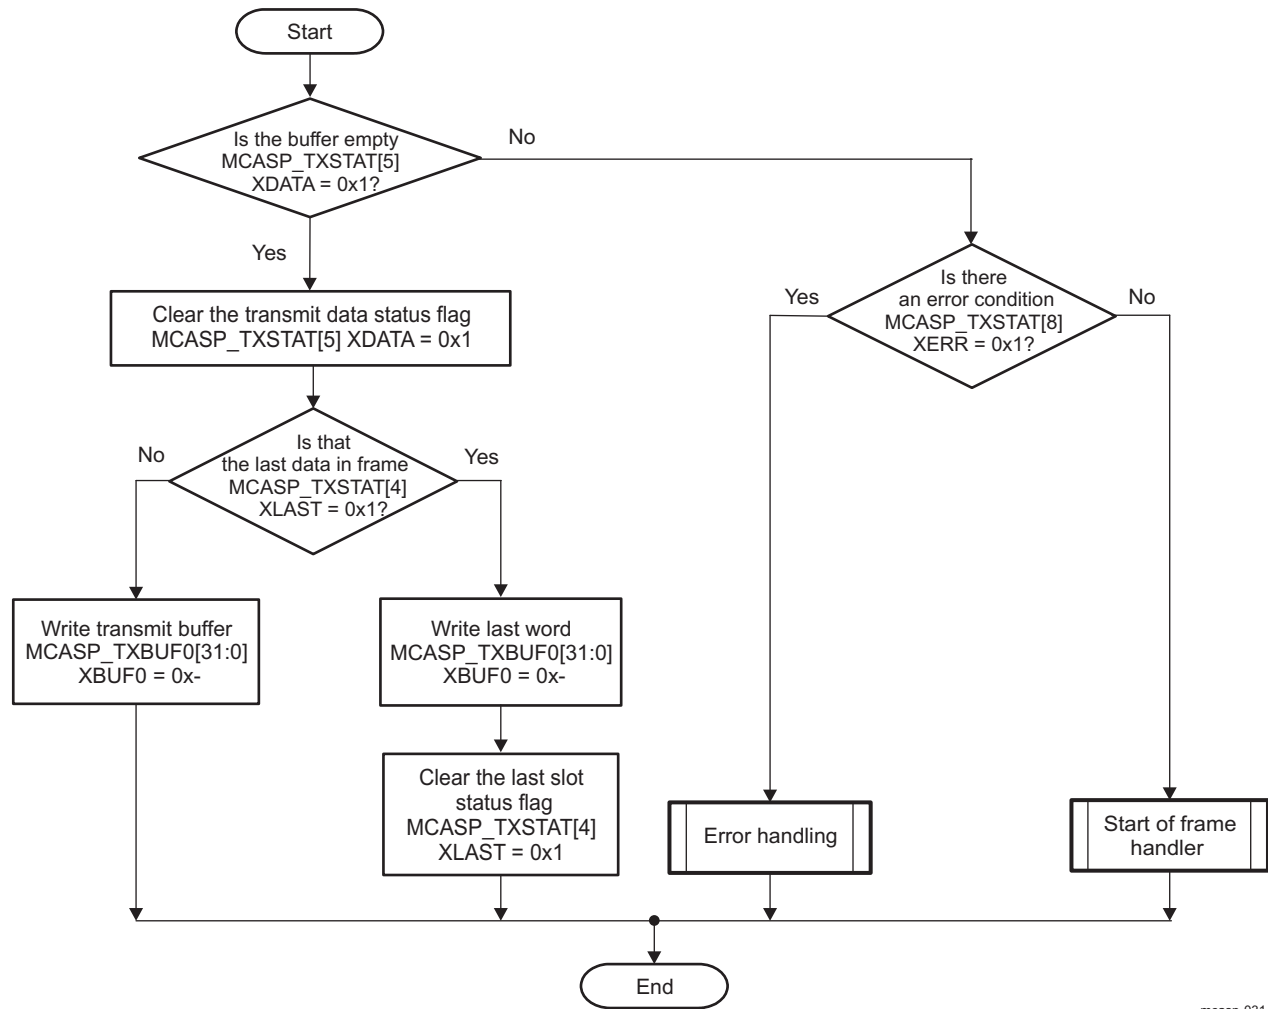 Start
Is the buffer empty
MCASP_TXSTAT[5]
XDATA = 0x1?
No
Yes
Clear the transmit data status flag
MCASP_TXSTAT[5] XDATA = 0x1
Is that
the last data in frame
MCASP_TXSTAT[4]
XLAST = 0x1?
No
Yes
Write transmit buffer
MCASP_TXBUF0[31:0]
XBUF0 = 0x-
Write last word
MCASP_TXBUF0[31:0]
XBUF0 = 0x-
Clear the last slot
status flag
MCASP_TXSTAT[4]
XLAST = 0x1
Is there
an error condition
MCASP_TXSTAT[8]
XERR = 0x1?
Yes
No
Error handling
Start of frame
handler
End